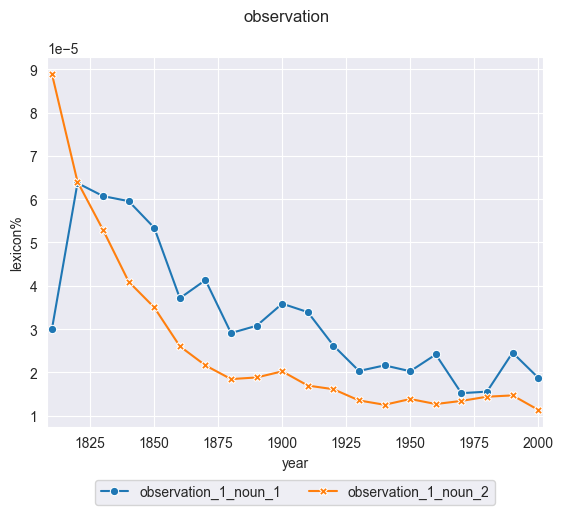 observation
1e−5
9
8
7
6
5
4
3
2
1
lexicon%
1825 1850 1875 1900 1925 1950 1975 2000
year
observation_1_noun_1 observation_1_noun_2